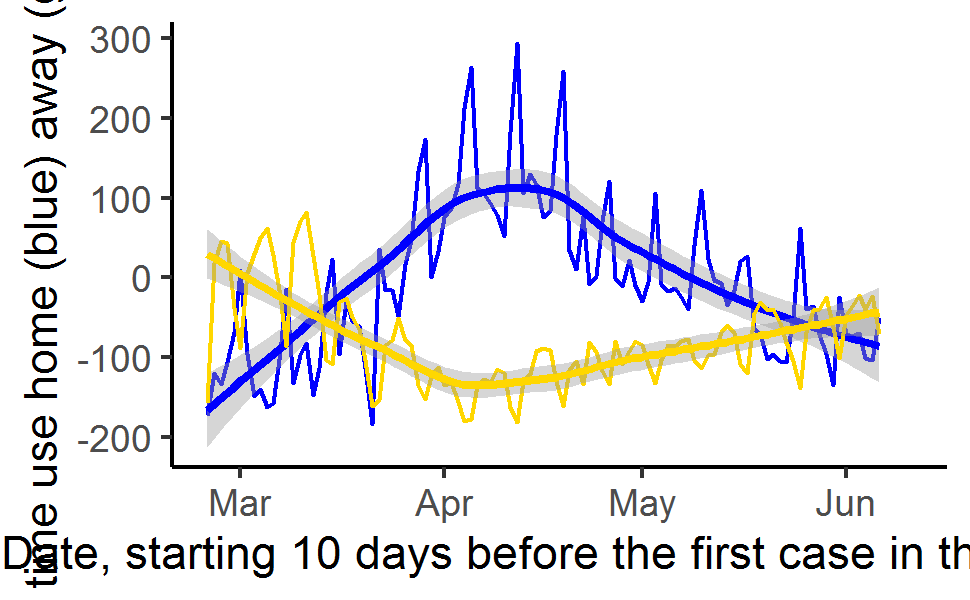 time use home (blue) away (
300
200
100
0
-100
-200
Mar Apr May Jun
Date, starting 10 days before the first case in th